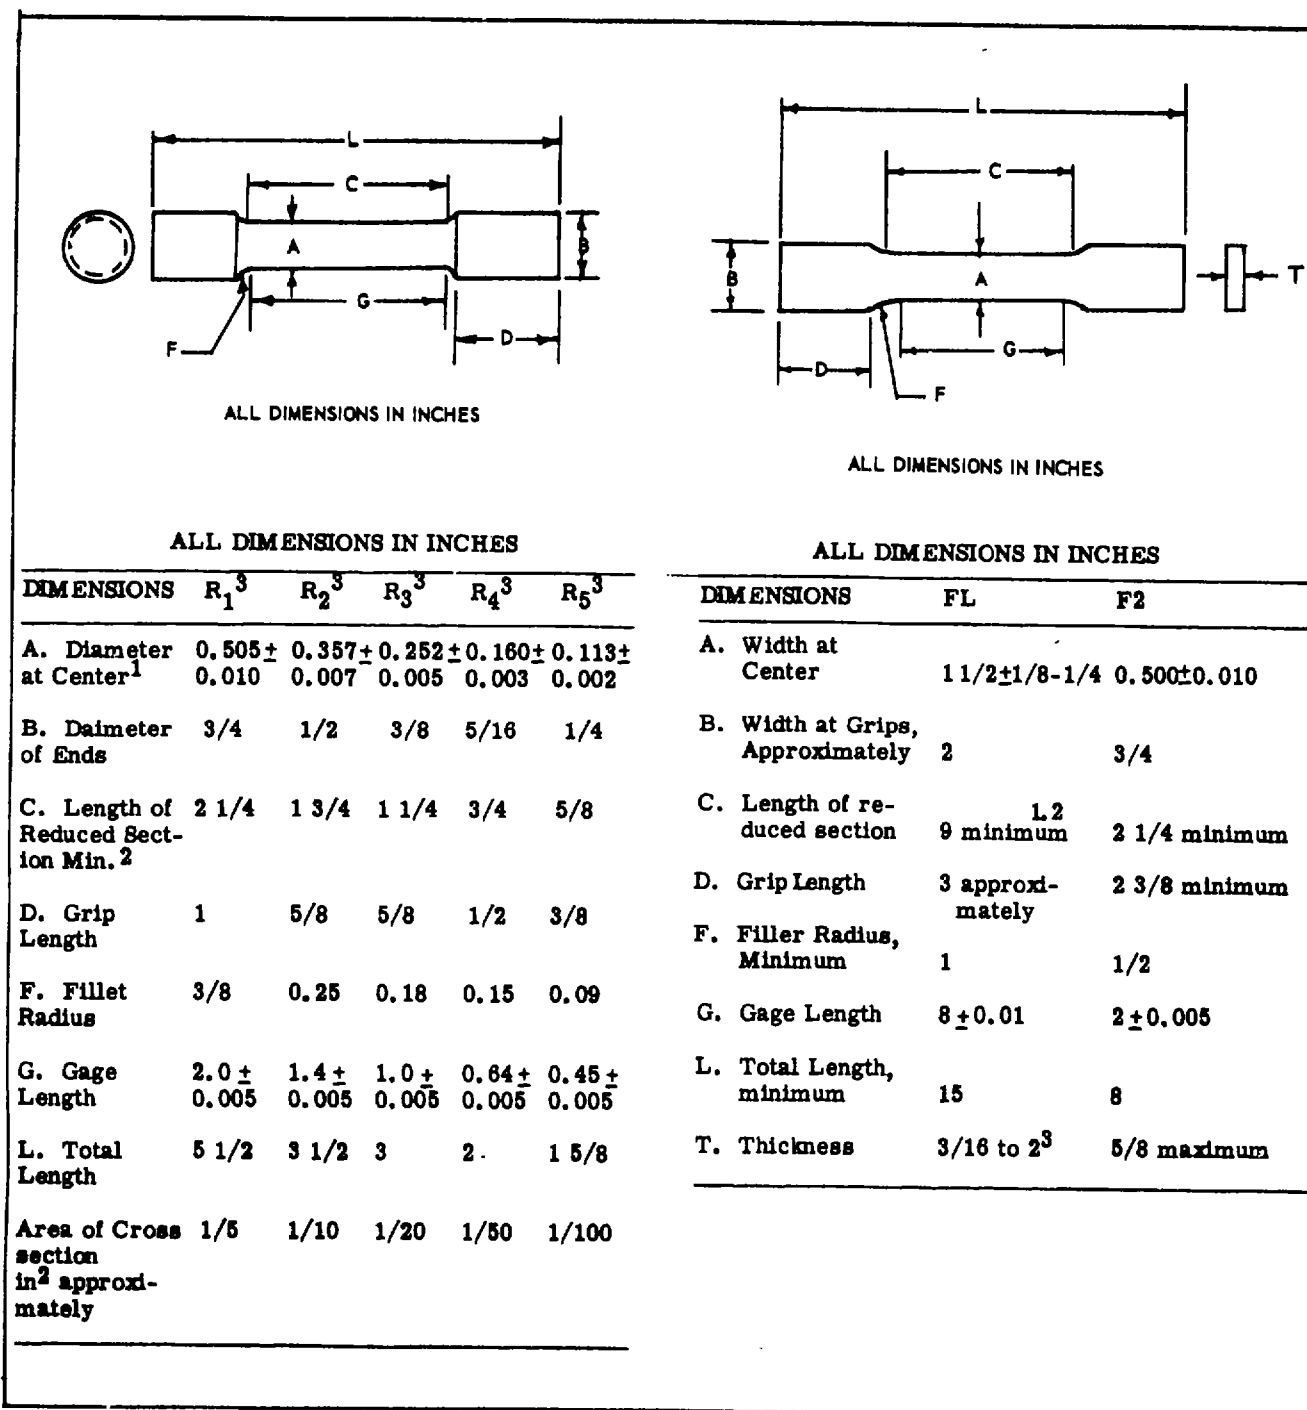 L
C
A
B
G
D
F
ALL DIMENSIONS IN INCHES
L
C
B
A
T
G
D
F
ALL DIMENSIONS IN INCHES
ALL DIMENSIONS IN INCHES
DIMENSIONS R1³ R2³ R3³ R4³ R5³
A. Diameter 0.505± 0.357± 0.252± 0.160± 0.113±
at Center¹ 0.010 0.007 0.005 0.003 0.002
B. Daimeter 3/4 1/2 3/8 5/16 1/4
of Ends
C. Length of 2 1/4 1 3/4 1 1/4 3/4 5/8
Reduced Sect-
ion Min.²
D. Grip 1 5/8 5/8 1/2 3/8
Length
F. Fillet 3/8 0.25 0.18 0.15 0.09
Radius
G. Gage 2.0± 1.4± 1.0± 0.64± 0.45±
Length 0.005 0.005 0.005 0.005 0.005
L. Total 5 1/2 3 1/2 3 2 1 5/8
Length
Area of Cross 1/5 1/10 1/20 1/50 1/100
section
in² approxi-
mately
ALL DIMENSIONS IN INCHES
DIMENSIONS FL F2
A. Width at
Center 1 1/2±1/8-1/4 0.500±0.010
B. Width at Grips,
Approximately 2 3/4
C. Length of re- 1.2
duced section 9 minimum 2 1/4 minimum
D. Grip Length 3 approxi- 2 3/8 minimum
mately
F. Filler Radius,
Minimum 1 1/2
G. Gage Length 8±0.01 2±0.005
L. Total Length,
minimum 15 8
T. Thickness 3/16 to 2³ 5/8 maximum